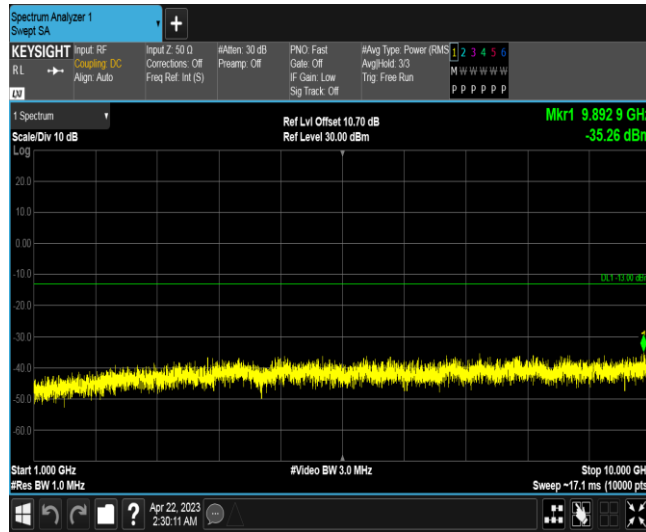 Spectrum Analyzer 1
Swept SA
+
KEYSIGHT
RL
LXI
Input: RF
Coupling: DC
Align: Auto
Input Z: 50 Ω
Corrections: Off
Freq Ref: Int (S)
#Atten: 30 dB
Preamp: Off
PNO: Fast
Gate: Off
IF Gain: Low
Sig Track: Off
#Avg Type: Power (RMS
Avg|Hold: 3/3
Trig: Free Run
1 2 3 4 5 6
M W W W W W
P P P P P P
1 Spectrum
Scale/Div 10 dB
Log
Ref Lvl Offset 10.70 dB
Ref Level 30.00 dBm
Mkr1 9.892 9 GHz
-35.26 dBm
20.0
10.0
0.00
-10.0
-20.0
-30.0
-40.0
-50.0
-60.0
DL1 -13.00 dBm
1
Start 1.000 GHz
#Res BW 1.0 MHz
#Video BW 3.0 MHz
Stop 10.000 GHz
Sweep ~17.1 ms (10000 pts
?
Apr 22, 2023
2:30:11 AM